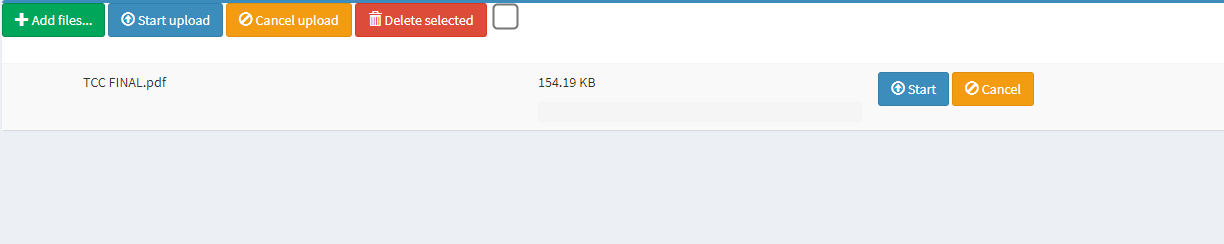 Add files... Start upload Cancel upload Delete selected
TCC FINAL.pdf 154.19 KB Start Cancel